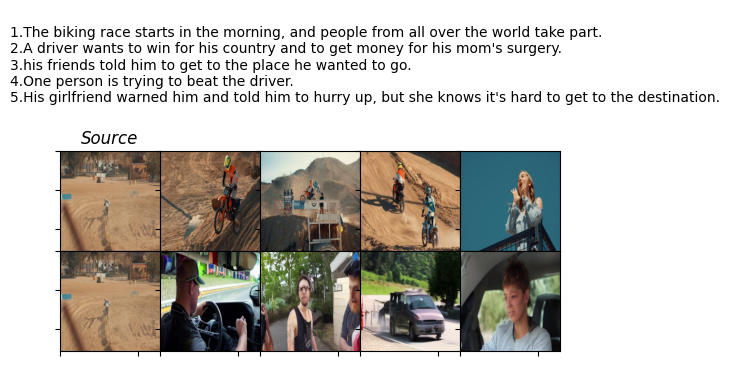 1.The biking race starts in the morning, and people from all over the world take part.
2.A driver wants to win for his country and to get money for his mom's surgery.
3.his friends told him to get to the place he wanted to go.
4.One person is trying to beat the driver.
5.His girlfriend warned him and told him to hurry up, but she knows it's hard to get to the destination.
Source